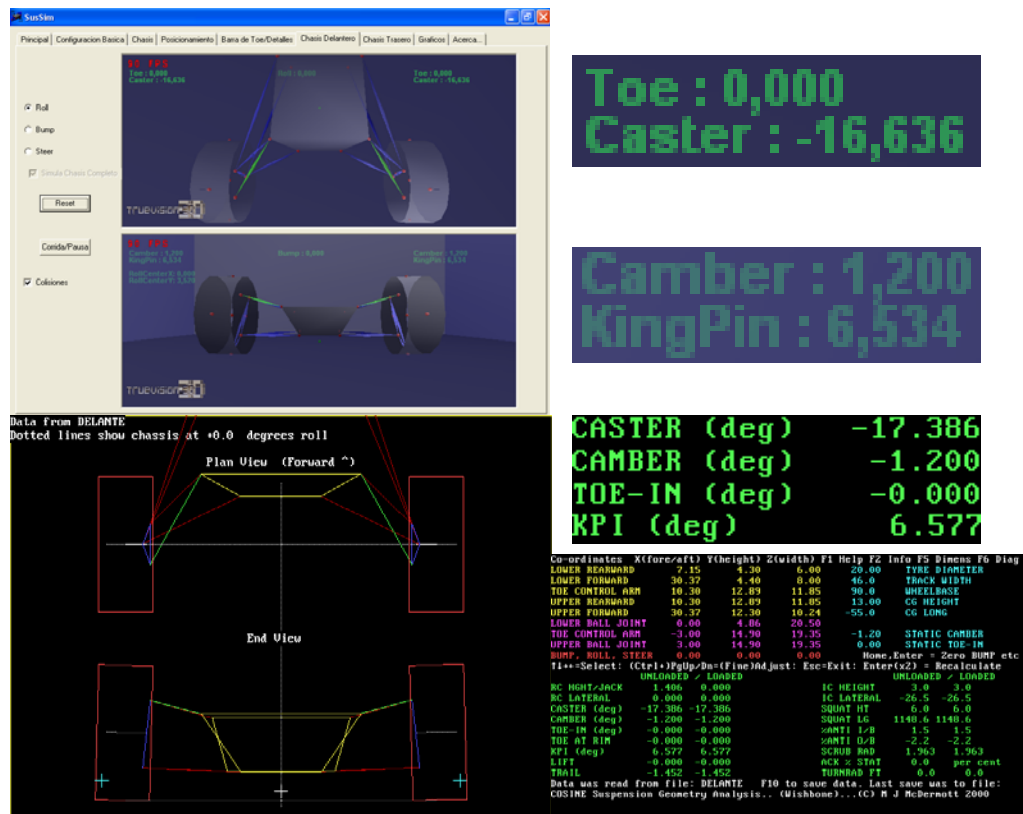 SusSim
Principal Configuracion Basica Chasis Posicionamiento Barra de Toe/Detalles Chasis Delantero Chasis Trasero Graficos Acerca...
Toe : 0,000 Roll : 0,000 Toe : 0,000
Caster : -16,636 Caster : -16,636
Roll
Bump
Steer
Simula Chasis Completo
Reset
Truevision3D
Corrida/Pausa
Camber : 1,200 Bump : 0,000 Camber : 1,200
KingPin : 6,534 KingPin : 6,534
Colisiones
Truevision3D
Toe : 0,000
Caster : -16,636
Camber : 1,200
KingPin : 6,534
Data from DELANTE
Dotted lines show chassis at +0.0 degrees roll
Plan View (Forward ^)
End View
CASTER (deg) -17.386
CAMBER (deg) -1.200
TOE-IN (deg) -0.000
KPI (deg) 6.577
Co-ordinates X(fore/aft) Y(height) Z(width) F1 Help F2 Info F5 Dimens F6 Diag
LOWER REARWARD 7.15 4.30 6.00 20.00 TYRE DIAMETER
LOWER FORWARD 30.37 4.40 8.00 46.0 TRACK WIDTH
TOE CONTROL ARM 10.30 12.89 11.85 90.0 WHEELBASE
UPPER REARWARD 10.30 12.89 11.85 13.00 CG HEIGHT
UPPER FORWARD 30.37 12.30 10.24 -55.0 CG LONG
LOWER BALL JOINT 0.00 4.86 20.50
TOE CONTROL ARM -3.00 14.90 19.35 -1.20 STATIC CAMBER
UPPER BALL JOINT 3.00 14.90 19.35 0.00 STATIC TOE-IN
BUMP, ROLL, STEER 0.00 0.00 0.00 Home,Enter = Zero BUMP etc
=Select: (Ctrl+)PgUp/Dn=(Fine)Adjust: Esc=Exit: Enter(x2) = Recalculate
UNLOADED / LOADED UNLOADED / LOADED
RC HGHT/JACK 1.406 0.000 IC HEIGHT 3.0 3.0
RC LATERAL 0.000 0.000 IC LATERAL -26.5 -26.5
CASTER (deg) -17.386 -17.386 SQUAT HT 6.0 6.0
CAMBER (deg) -1.200 -1.200 SQUAT LG 1148.6 1148.6
TOE-IN (deg) -0.000 -0.000 %ANTI I/B 1.5 1.5
TOE AT RIM -0.000 -0.000 %ANTI O/B -2.2 -2.2
KPI (deg) 6.577 6.577 SCRUB RAD 1.963 1.963
LIFT -0.000 -0.000 ACK % STAT 0.0 per cent
TRAIL -1.452 -1.452 TURNRAD FT 0.0 0.0
Data was read from file: DELANTE F10 to save data. Last save was to file:
COSINE Suspension Geometry Analysis.. (Wishbone)...(C) M J McDermott 2000